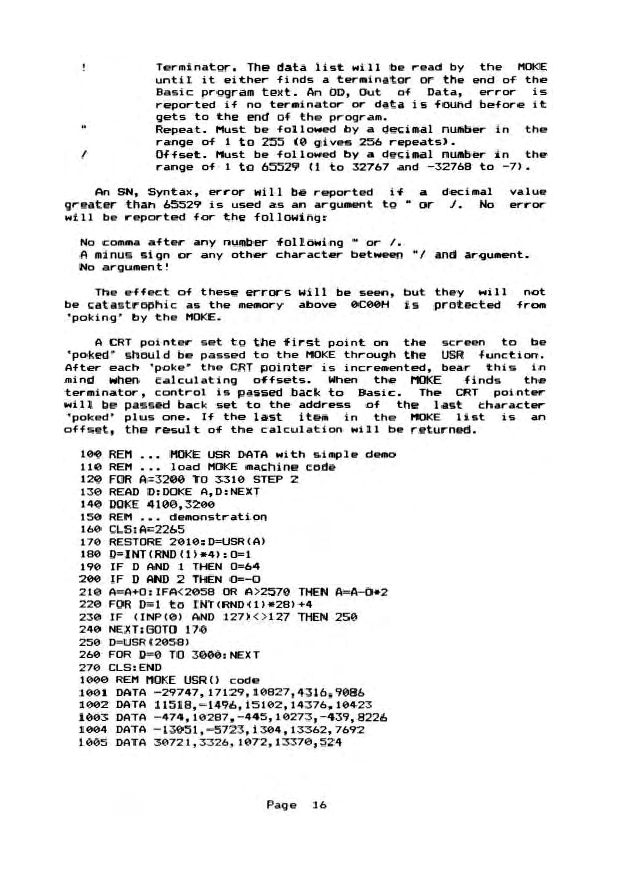 ! Terminator. The data list will be read by the MOKE
until it either finds a terminator or the end of the
Basic program text. An OD, Out of Data, error is
reported if no terminator or data is found before it
gets to the end of the program.
" Repeat. Must be followed by a decimal number in the
range of 1 to 255 (0 gives 256 repeats).
/ Offset. Must be followed by a decimal number in the
range of 1 to 65529 (1 to 32767 and -32768 to -7).
An SN, Syntax, error will be reported if a decimal value
greater than 65529 is used as an argument to " or /. No error
will be reported for the following:
No comma after any number following " or /.
A minus sign or any other character between "/ and argument.
No argument!
The effect of these errors will be seen, but they will not
be catastrophic as the memory above 0C00H is protected from
'poking' by the MOKE.
A CRT pointer set to the first point on the screen to be
'poked' should be passed to the MOKE through the USR function.
After each 'poke' the CRT pointer is incremented, bear this in
mind when calculating offsets. When the MOKE finds the
terminator, control is passed back to Basic. The CRT pointer
will be passed back set to the address of the last character
'poked' plus one. If the last item in the MOKE list is an
offset, the result of the calculation will be returned.
100 REM ... MOKE USR DATA with simple demo
110 REM ... load MOKE machine code
120 FOR A=3200 TO 3310 STEP 2
130 READ D:DOKE A,D:NEXT
140 DOKE 4100,3200
150 REM ... demonstration
160 CLS:A=2265
170 RESTORE 2010:D=USR(A)
180 D=INT(RND(1)*4):O=1
190 IF D AND 1 THEN O=64
200 IF D AND 2 THEN O=-O
210 A=A+O:IFA<2058 OR A>2570 THEN A=A-O*2
220 FOR D=1 to INT(RND(1)*28)+4
230 IF (INP(0) AND 127)<>127 THEN 250
240 NEXT:GOTO 170
250 D=USR(2058)
260 FOR D=0 TO 3000:NEXT
270 CLS:END
1000 REM MOKE USR() code
1001 DATA -29747,17129,10827,4316,9086
1002 DATA 11518,-1496,15102,14376,10423
1003 DATA -474,10287,-445,10273,-439,8226
1004 DATA -13051,-5723,1304,13362,7692
1005 DATA 30721,3326,1072,13370,524
Page 16